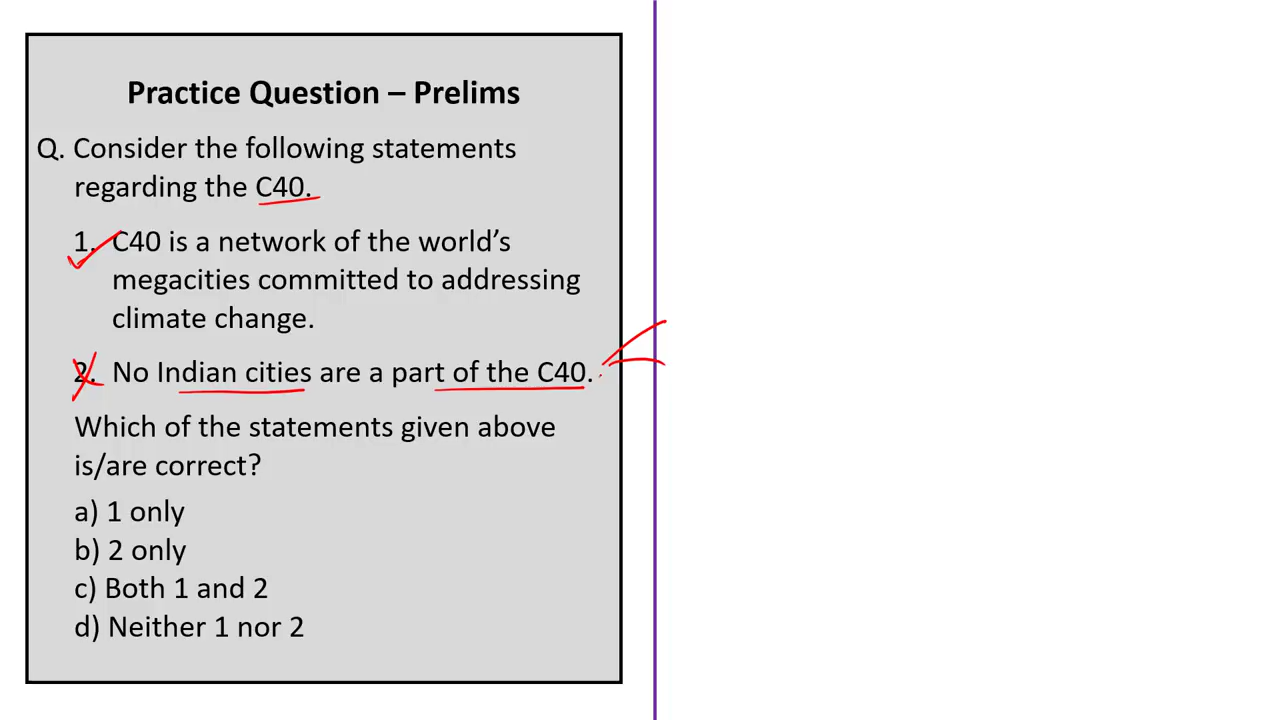 Practice Question – Prelims
Q. Consider the following statements
regarding the C40.
1. C40 is a network of the world’s
megacities committed to addressing
climate change.
2. No Indian cities are a part of the C40.
Which of the statements given above
is/are correct?
a) 1 only
b) 2 only
c) Both 1 and 2
d) Neither 1 nor 2